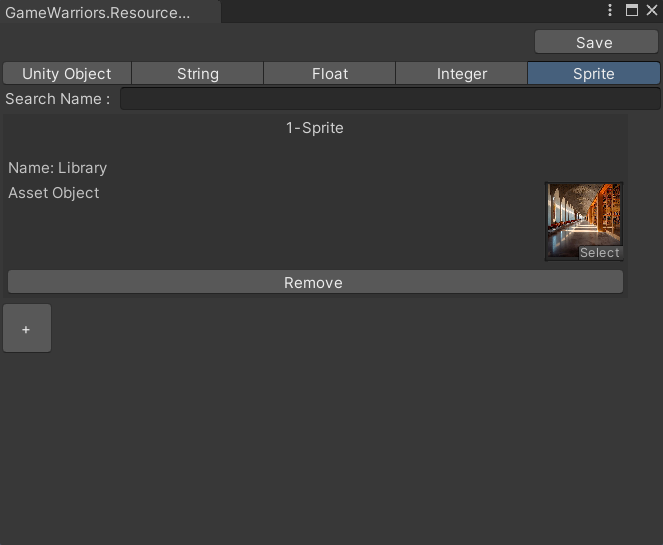 GameWarriors.Resource...
Save
Unity Object String Float Integer Sprite
Search Name :
1-Sprite
Name: Library
Asset Object
Select
Remove
+